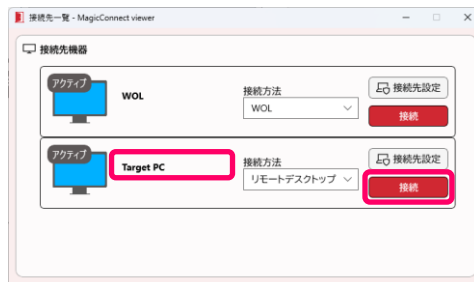 接続先一覧 - MagicConnect viewer
接続先機器
アクティブ
WOL
接続方法
WOL
接続先設定
接続
アクティブ
Target PC
接続方法
リモートデスクトップ
接続先設定
接続